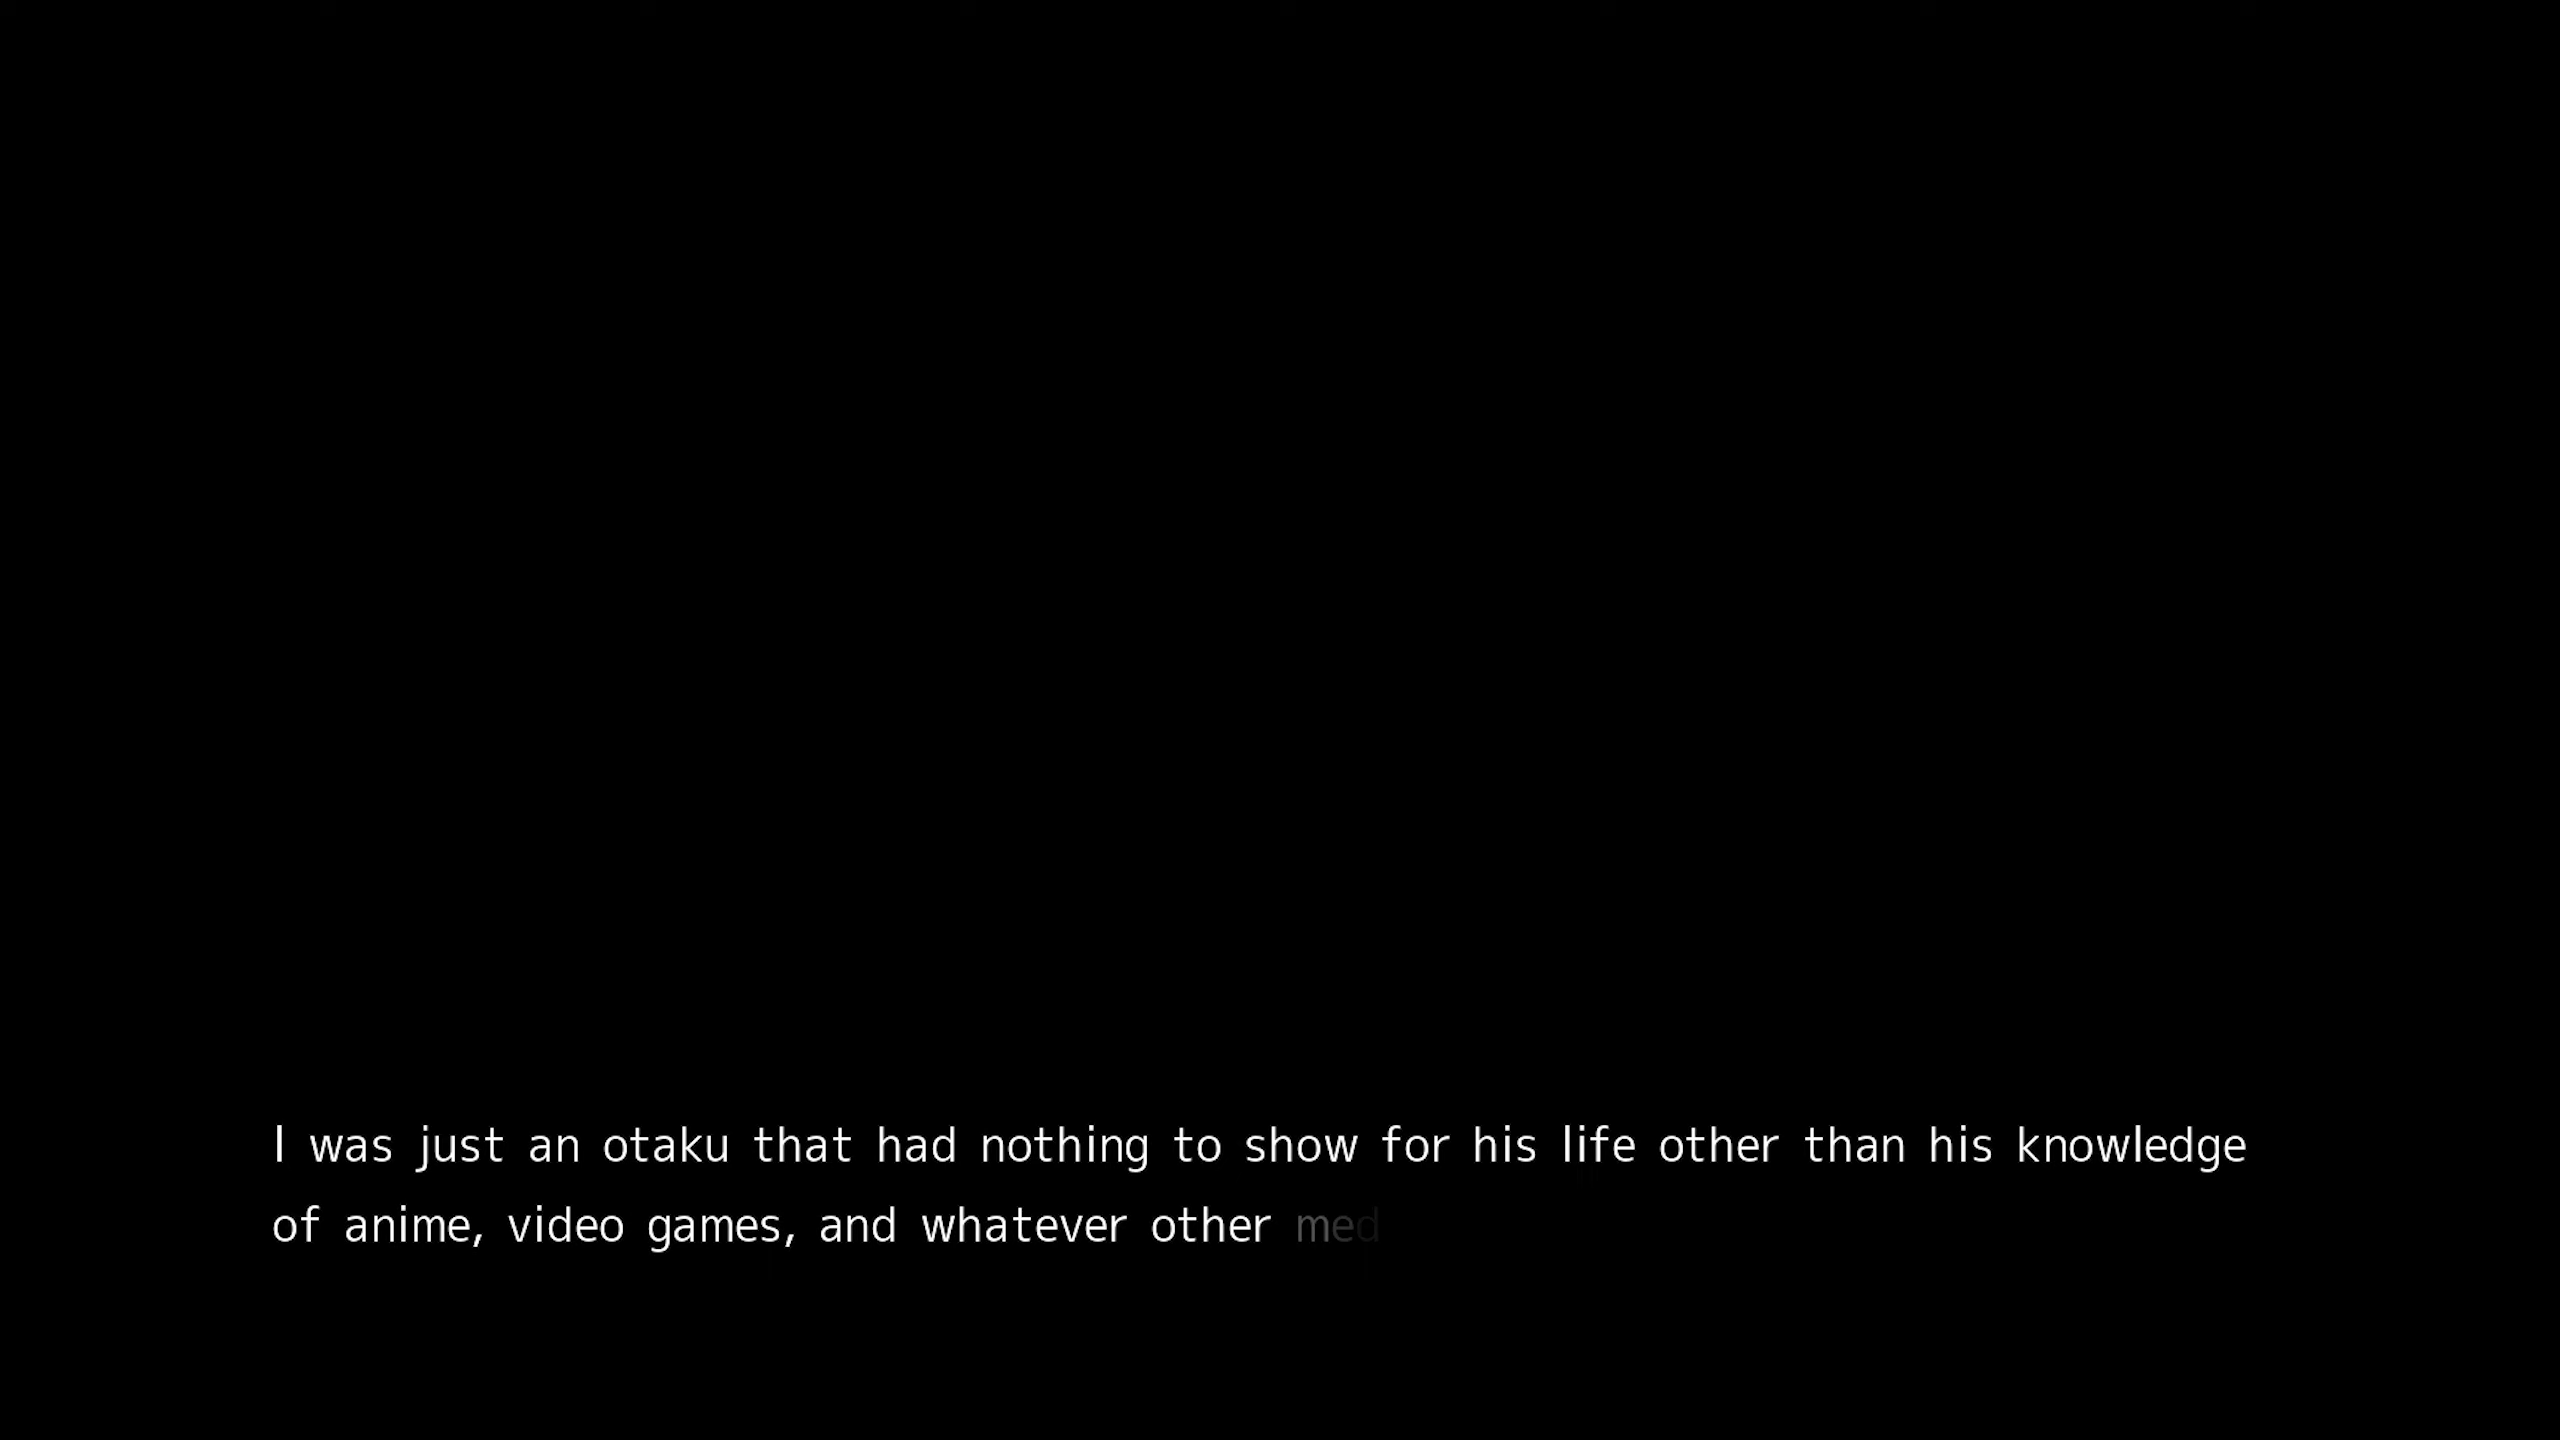 I was just an otaku that had nothing to show for his life other than his knowledge
of anime, video games, and whatever other med